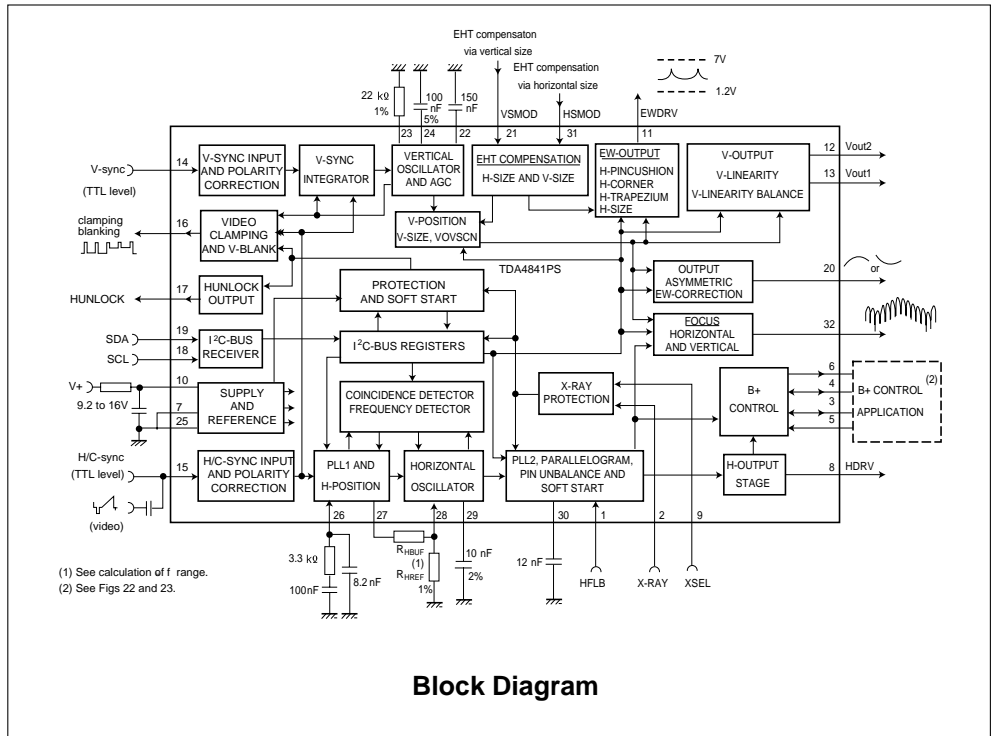 EHT compensaton
via vertical size
EHT compensation
via horizontal size
7V
1.2V
22 kΩ
1%
100
nF
5%
150
nF
VSMOD
HSMOD
EWDRV
23
24
22
21
31
11
V-sync
(TTL level)
14
V-SYNC INPUT
AND POLARITY
CORRECTION
V-SYNC
INTEGRATOR
VERTICAL
OSCILLATOR
AND AGC
EHT COMPENSATION
H-SIZE AND V-SIZE
EW-OUTPUT
H-PINCUSHION
H-CORNER
H-TRAPEZIUM
H-SIZE
V-OUTPUT
V-LINEARITY
V-LINEARITY BALANCE
12
Vout2
13
Vout1
clamping
blanking
16
VIDEO
CLAMPING
AND V-BLANK
V-POSITION
V-SIZE, VOVSCN
TDA4841PS
HUNLOCK
17
HUNLOCK
OUTPUT
PROTECTION
AND SOFT START
OUTPUT
ASYMMETRIC
EW-CORRECTION
20
or
SDA
19
SCL
18
I²C-BUS
RECEIVER
I²C-BUS REGISTERS
FOCUS
HORIZONTAL
AND VERTICAL
32
V+
9.2 to 16V
10
7
25
SUPPLY
AND
REFERENCE
COINCIDENCE DETECTOR
FREQUENCY DETECTOR
X-RAY
PROTECTION
B+
CONTROL
6
4
3
5
B+ CONTROL
(2)
APPLICATION
H/C-sync
(TTL level)
15
H/C-SYNC INPUT
AND POLARITY
CORRECTION
PLL1 AND
H-POSITION
HORIZONTAL
OSCILLATOR
PLL2, PARALLELOGRAM,
PIN UNBALANCE AND
SOFT START
H-OUTPUT
STAGE
8
HDRV
(video)
26
27
28
29
30
1
2
9
3.3 kΩ
100nF
8.2 nF
RHBUF
(1)
RHREF
1%
10 nF
2%
12 nF
HFLB
X-RAY
XSEL
(1) See calculation of f range.
(2) See Figs 22 and 23.
Block Diagram